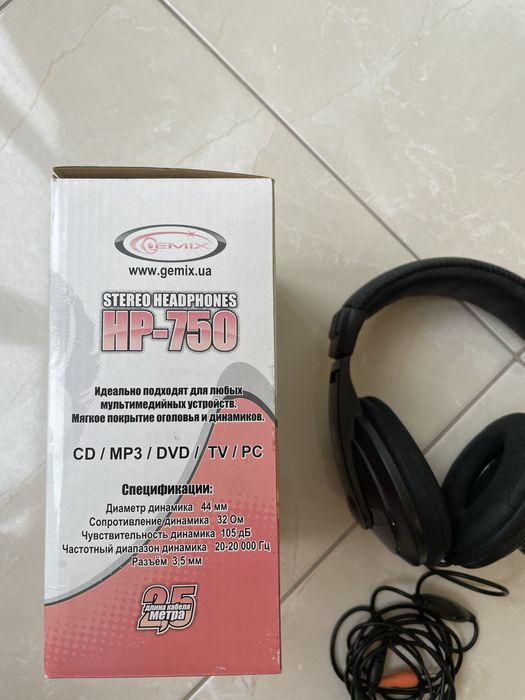 GEMIX
www.gemix.ua
STEREO HEADPHONES
HP-750
Идеально подходят для любых
мультимедийных устройств.
Мягкое покрытие оголовья и динамиков.
CD / MP3 / DVD / TV / PC
Спецификации:
Диаметр динамика 44 мм
Сопротивление динамика 32 Ом
Чувствительность динамика 105 дБ
Частотный диапазон динамика 20-20 000 Гц
Разъём 3,5 мм
2,5
длина кабеля
метра